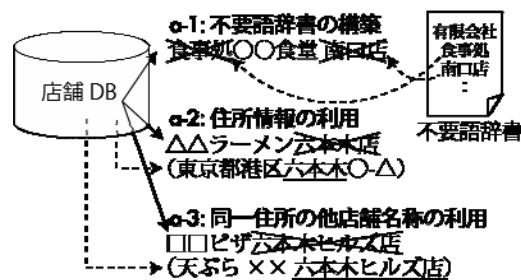 α-1: 不要語辞書の構築
食事処〇〇食堂 南口店
有限会社
食事処
南口店
:
不要語辞書
店舗 DB
α-2: 住所情報の利用
△△ラーメン六本木店
(東京都港区六本木〇-△)
α-3: 同一住所の他店舗名称の利用
□□ピザ六本木ヒルズ店
(天ぷら ×× 六本木ヒルズ店)